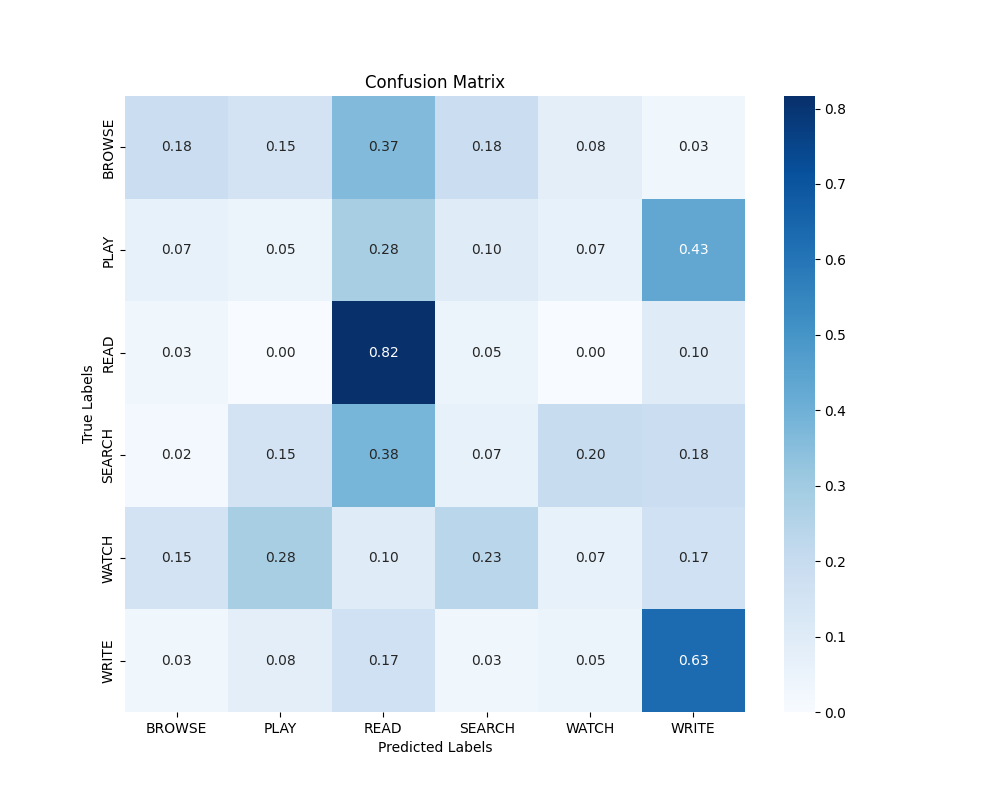 Confusion Matrix
BROWSE 0.18 0.15 0.37 0.18 0.08 0.03
PLAY 0.07 0.05 0.28 0.10 0.07 0.43
READ 0.03 0.00 0.82 0.05 0.00 0.10
SEARCH 0.02 0.15 0.38 0.07 0.20 0.18
WATCH 0.15 0.28 0.10 0.23 0.07 0.17
WRITE 0.03 0.08 0.17 0.03 0.05 0.63
True Labels
BROWSE PLAY READ SEARCH WATCH WRITE
Predicted Labels
0.8
0.7
0.6
0.5
0.4
0.3
0.2
0.1
0.0